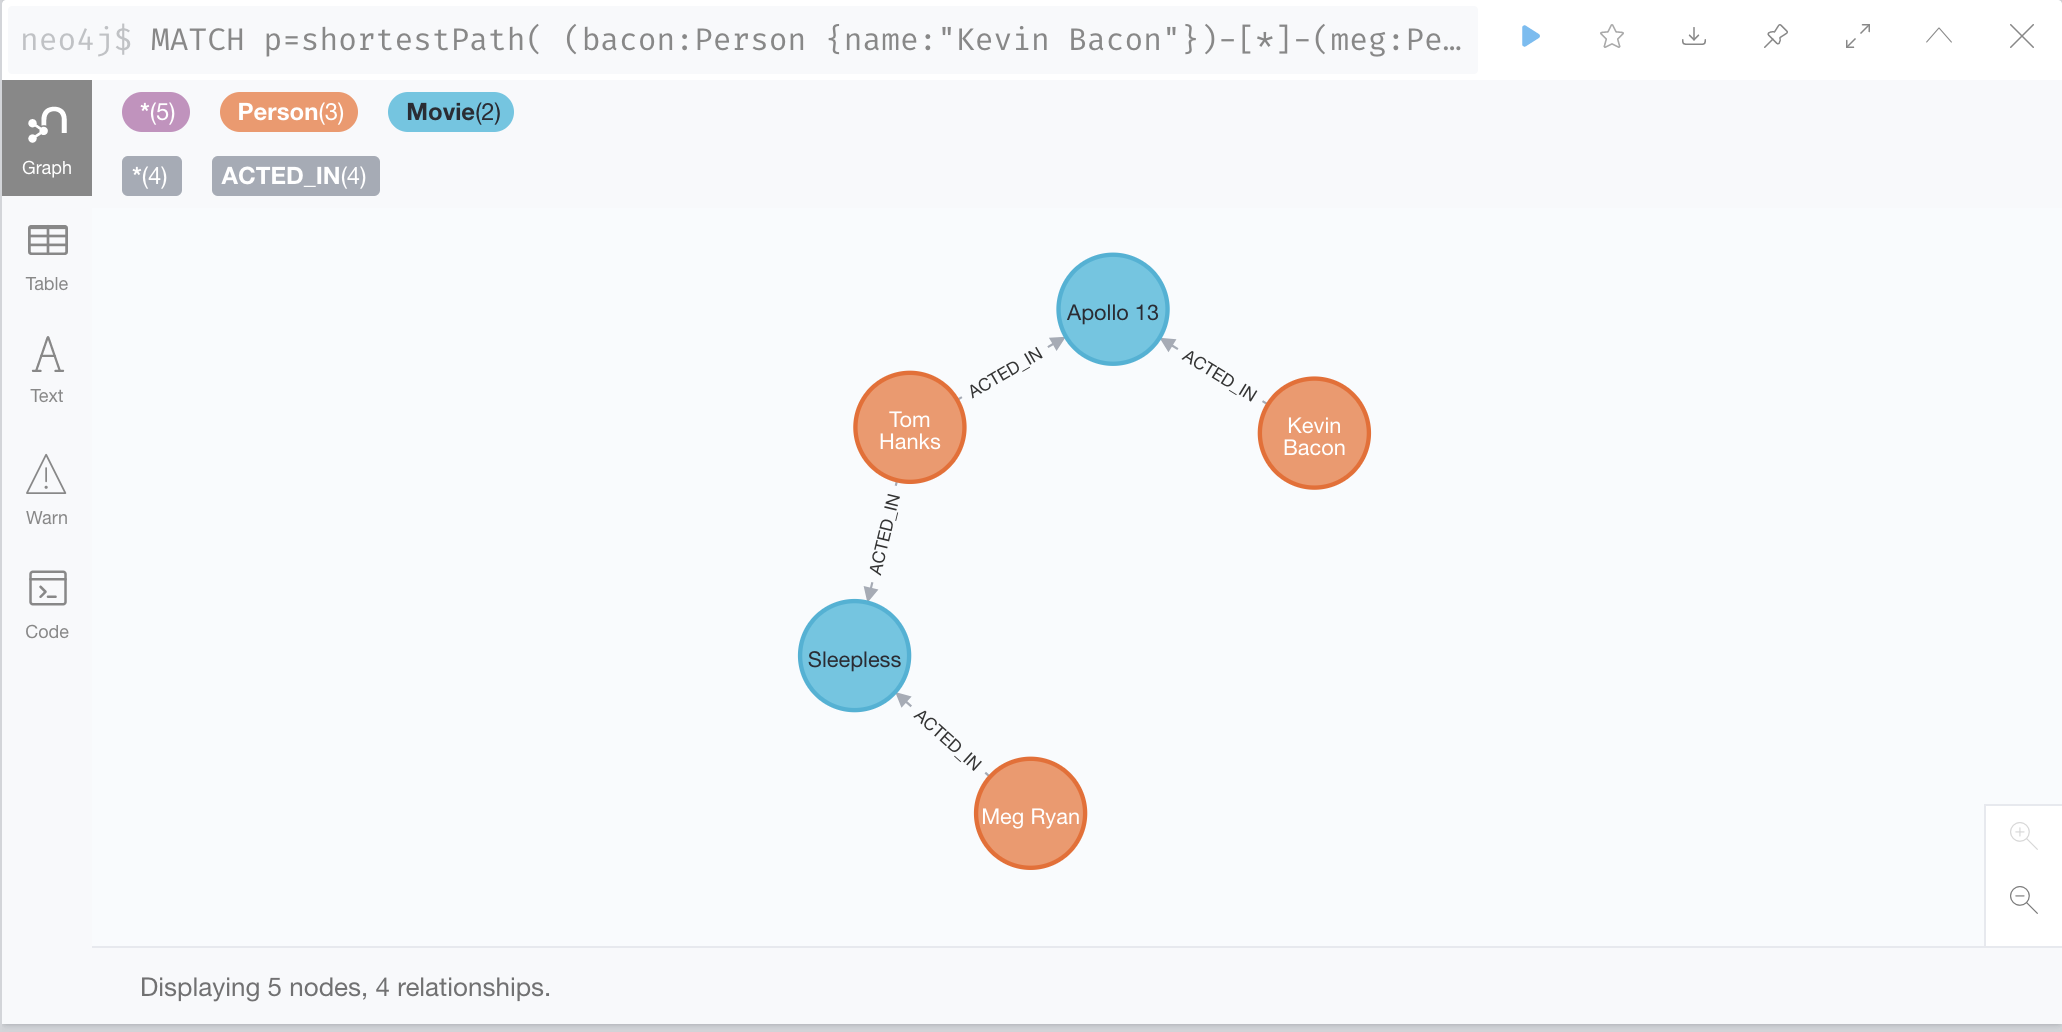 neo4j$ MATCH p=shortestPath( (bacon:Person {name:"Kevin Bacon"})-[*]-(meg:Pe…
*(5) Person(3) Movie(2)
*(4) ACTED_IN(4)
Graph
Table
Text
Warn
Code
Apollo 13
ACTED_IN
ACTED_IN
Tom
Hanks
Kevin
Bacon
ACTED_IN
Sleepless
ACTED_IN
Meg Ryan
Displaying 5 nodes, 4 relationships.